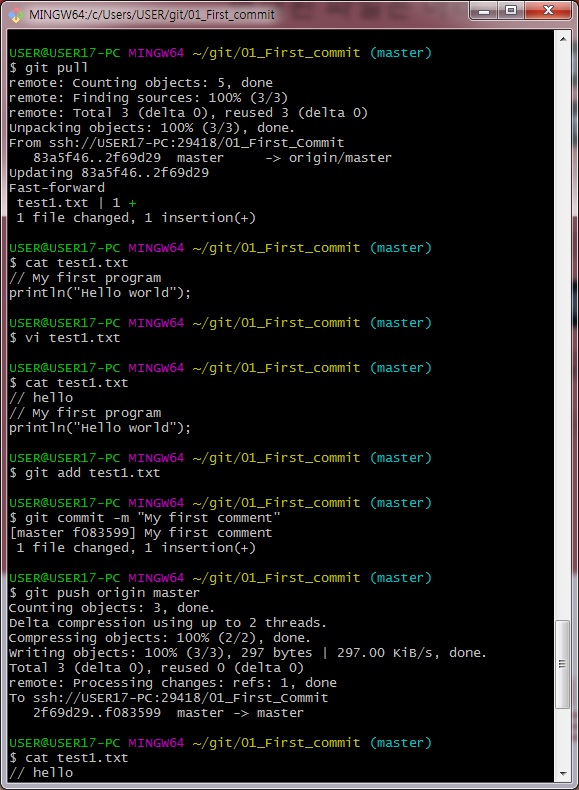 MINGW64:/c/Users/USER/git/01_First_commit
USER@USER17-PC MINGW64 ~/git/01_First_commit (master)
$ git pull
remote: Counting objects: 5, done
remote: Finding sources: 100% (3/3)
remote: Total 3 (delta 0), reused 3 (delta 0)
Unpacking objects: 100% (3/3), done.
From ssh://USER17-PC:29418/01_First_Commit
   83a5f46..2f69d29  master     -> origin/master
Updating 83a5f46..2f69d29
Fast-forward
 test1.txt | 1 +
 1 file changed, 1 insertion(+)
USER@USER17-PC MINGW64 ~/git/01_First_commit (master)
$ cat test1.txt
// My first program
println("Hello world");
USER@USER17-PC MINGW64 ~/git/01_First_commit (master)
$ vi test1.txt
USER@USER17-PC MINGW64 ~/git/01_First_commit (master)
$ cat test1.txt
// hello
// My first program
println("Hello world");
USER@USER17-PC MINGW64 ~/git/01_First_commit (master)
$ git add test1.txt
USER@USER17-PC MINGW64 ~/git/01_First_commit (master)
$ git commit -m "My first comment"
[master f083599] My first comment
 1 file changed, 1 insertion(+)
USER@USER17-PC MINGW64 ~/git/01_First_commit (master)
$ git push origin master
Counting objects: 3, done.
Delta compression using up to 2 threads.
Compressing objects: 100% (2/2), done.
Writing objects: 100% (3/3), 297 bytes | 297.00 KiB/s, done.
Total 3 (delta 0), reused 0 (delta 0)
remote: Processing changes: refs: 1, done
To ssh://USER17-PC:29418/01_First_Commit
   2f69d29..f083599  master -> master
USER@USER17-PC MINGW64 ~/git/01_First_commit (master)
$ cat test1.txt
// hello